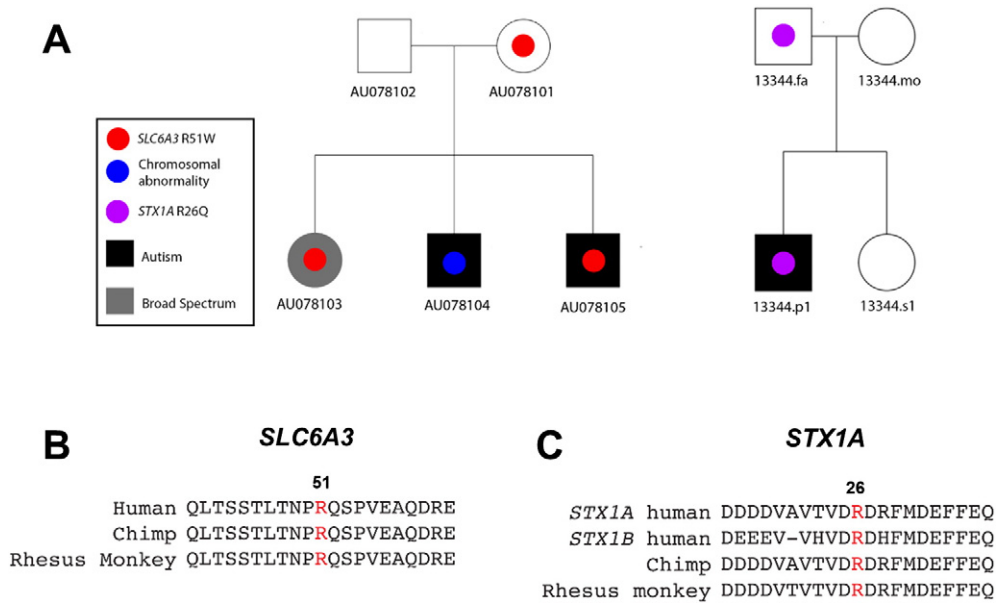 A
AU078102
AU078101
13344.fa
13344.mo
SLC6A3 R51W
Chromosomal
abnormality
STX1A R26Q
Autism
Broad Spectrum
AU078103
AU078104
AU078105
13344.p1
13344.s1
B
SLC6A3
51
Human QLTSSTLTNPRQSPVEAQDRE
Chimp QLTSSTLTNPRQSPVEAQDRE
Rhesus Monkey QLTSSTLTNPRQSPVEAQDRE
C
STX1A
26
STX1A human DDDDVAVTVDRDRFMDEFFEQ
STX1B human DEEEV-VHVDRDHFMDEFFEQ
Chimp DDDDVAVTVDRDRFMDEFFEQ
Rhesus monkey DDDDVTVTVDRDRFMDEFFEQ